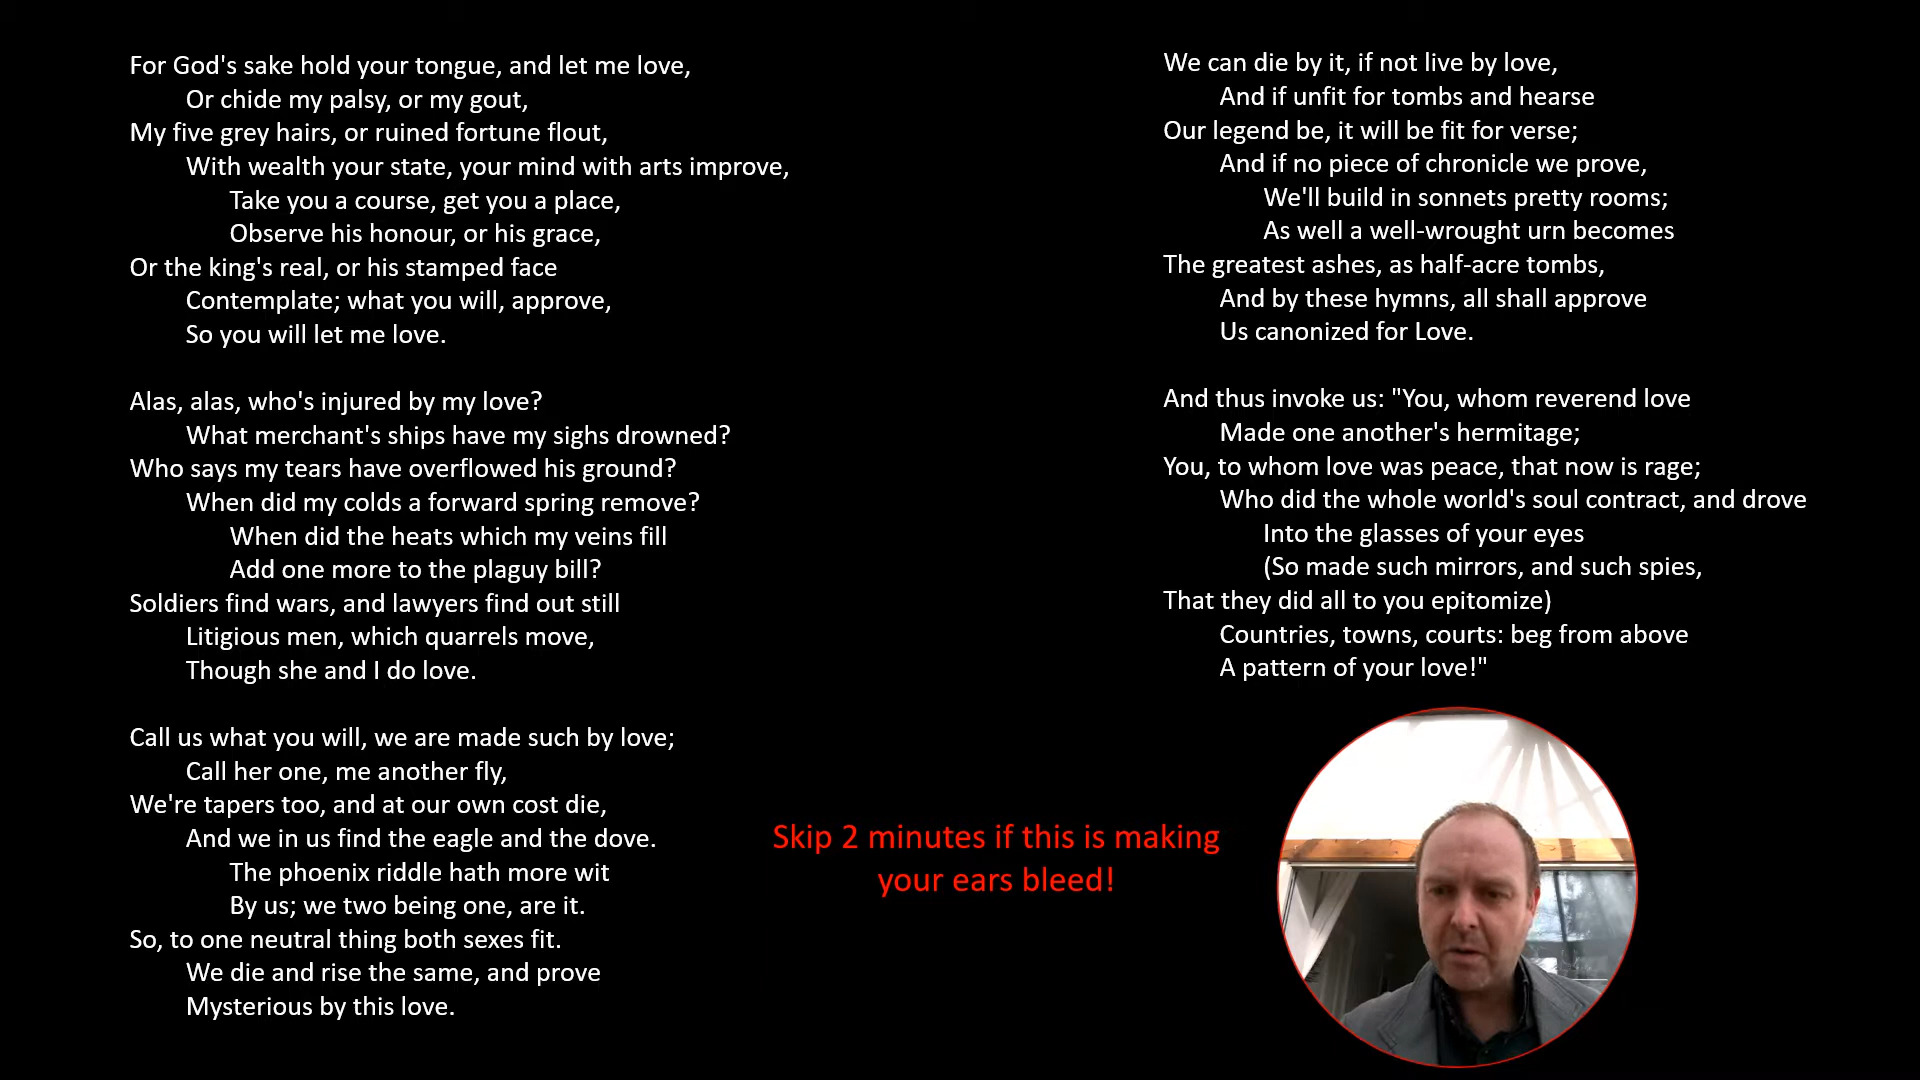 For God's sake hold your tongue, and let me love,
Or chide my palsy, or my gout,
My five grey hairs, or ruined fortune flout,
With wealth your state, your mind with arts improve,
Take you a course, get you a place,
Observe his honour, or his grace,
Or the king's real, or his stamped face
Contemplate; what you will, approve,
So you will let me love.
Alas, alas, who's injured by my love?
What merchant's ships have my sighs drowned?
Who says my tears have overflowed his ground?
When did my colds a forward spring remove?
When did the heats which my veins fill
Add one more to the plaguy bill?
Soldiers find wars, and lawyers find out still
Litigious men, which quarrels move,
Though she and I do love.
Call us what you will, we are made such by love;
Call her one, me another fly,
We're tapers too, and at our own cost die,
And we in us find the eagle and the dove.
The phoenix riddle hath more wit
By us; we two being one, are it.
So, to one neutral thing both sexes fit.
We die and rise the same, and prove
Mysterious by this love.
We can die by it, if not live by love,
And if unfit for tombs and hearse
Our legend be, it will be fit for verse;
And if no piece of chronicle we prove,
We'll build in sonnets pretty rooms;
As well a well-wrought urn becomes
The greatest ashes, as half-acre tombs,
And by these hymns, all shall approve
Us canonized for Love.
And thus invoke us: "You, whom reverend love
Made one another's hermitage;
You, to whom love was peace, that now is rage;
Who did the whole world's soul contract, and drove
Into the glasses of your eyes
(So made such mirrors, and such spies,
That they did all to you epitomize)
Countries, towns, courts: beg from above
A pattern of your love!"
Skip 2 minutes if this is making
your ears bleed!